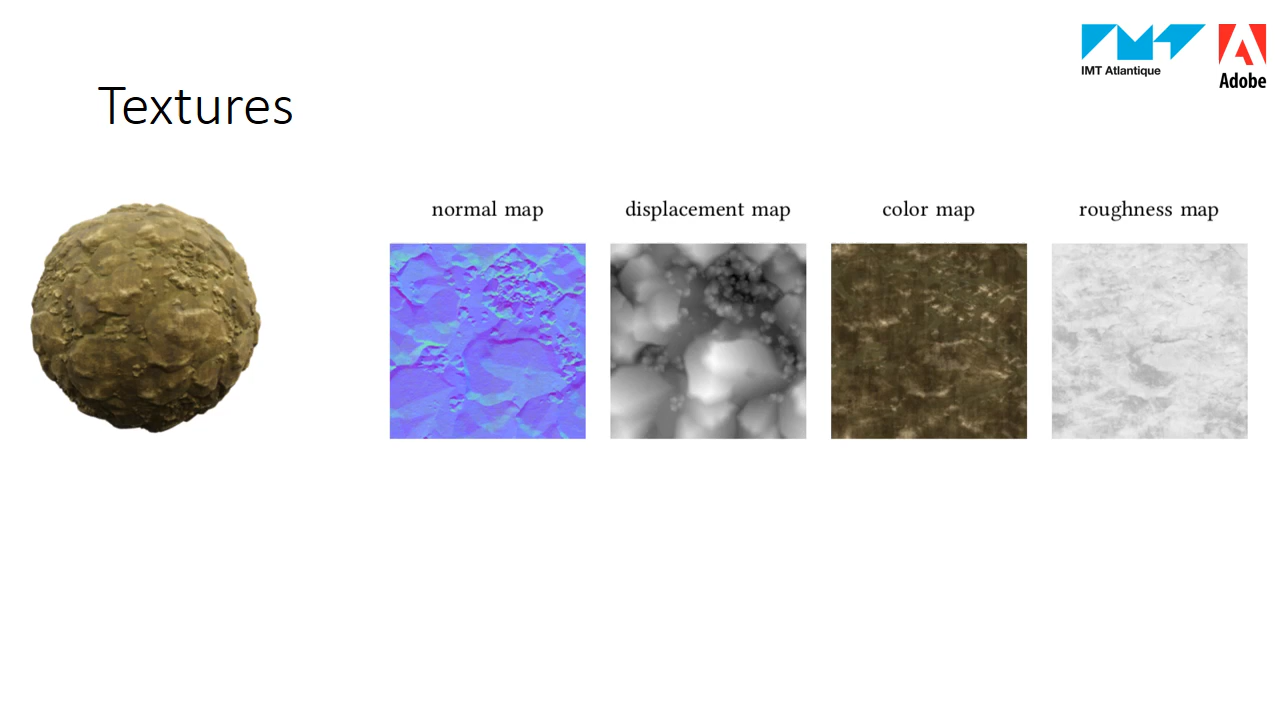 IMT Atlantique
Adobe
Textures
normal map
displacement map
color map
roughness map